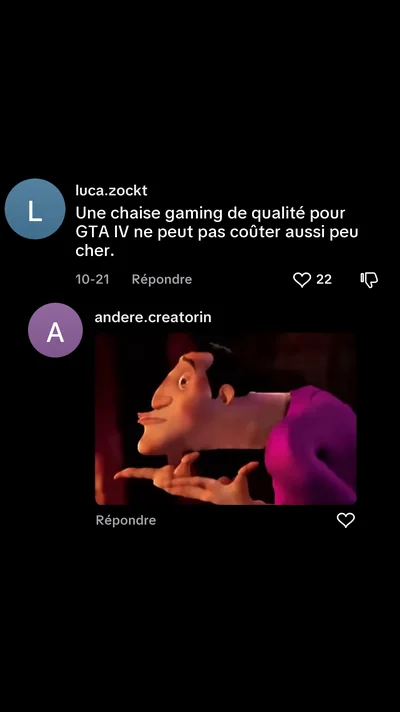 L
luca.zockt
Une chaise gaming de qualité pour
GTA IV ne peut pas coûter aussi peu
cher.
10-21 Répondre 22
A
andere.creatorin
Répondre